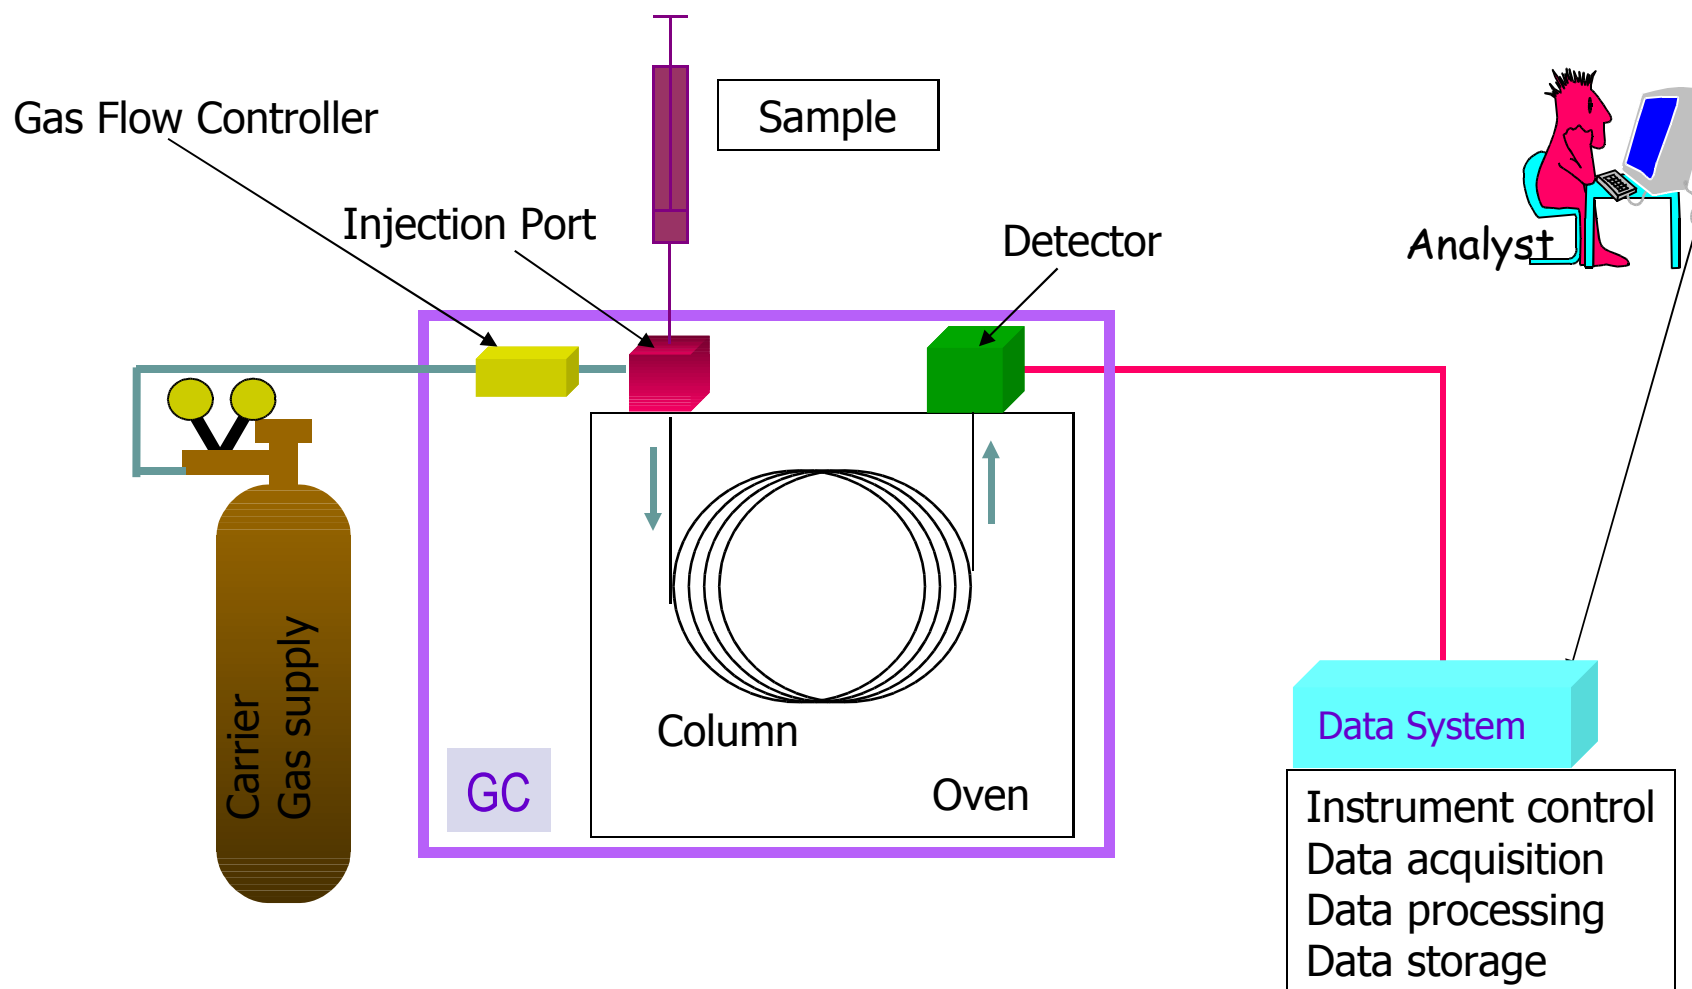 Gas Flow Controller
Sample
Injection Port
Detector
Analyst
Carrier
Gas supply
Column
GC
Oven
Data System
Instrument control
Data acquisition
Data processing
Data storage